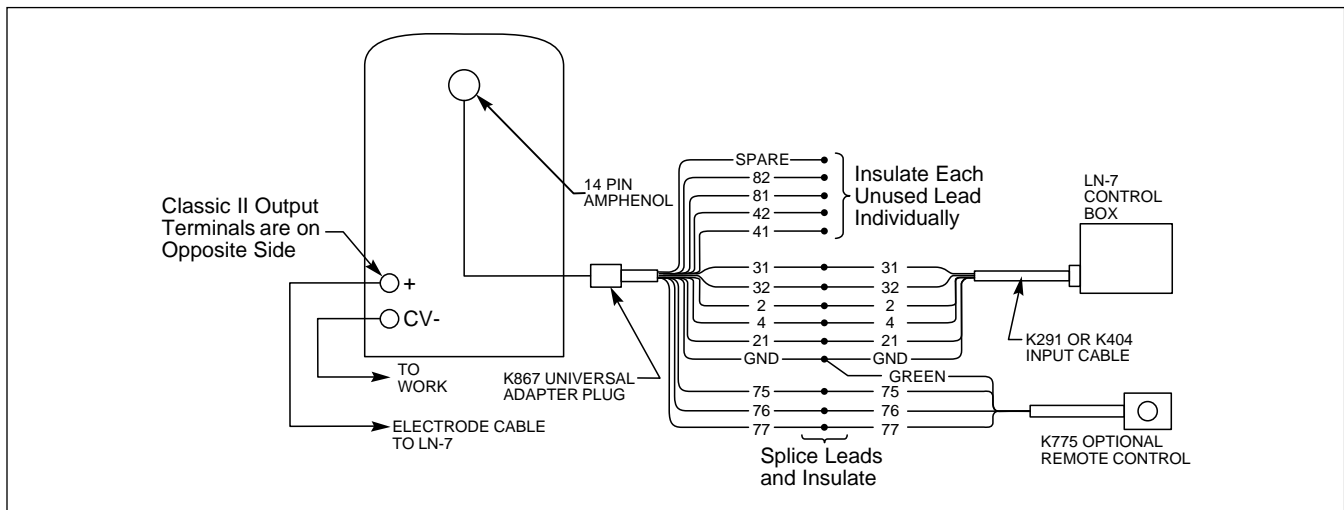 14 PIN
AMPHENOL
Classic II Output
Terminals are on
Opposite Side
+
CV-
TO
WORK
ELECTRODE CABLE
TO LN-7
K867 UNIVERSAL
ADAPTER PLUG
SPARE
82
81
42
41
Insulate Each
Unused Lead
Individually
31 31
32 32
2 2
4 4
21 21
GND GND
GREEN
75 75
76 76
77 77
Splice Leads
and Insulate
LN-7
CONTROL
BOX
K291 OR K404
INPUT CABLE
K775 OPTIONAL
REMOTE CONTROL